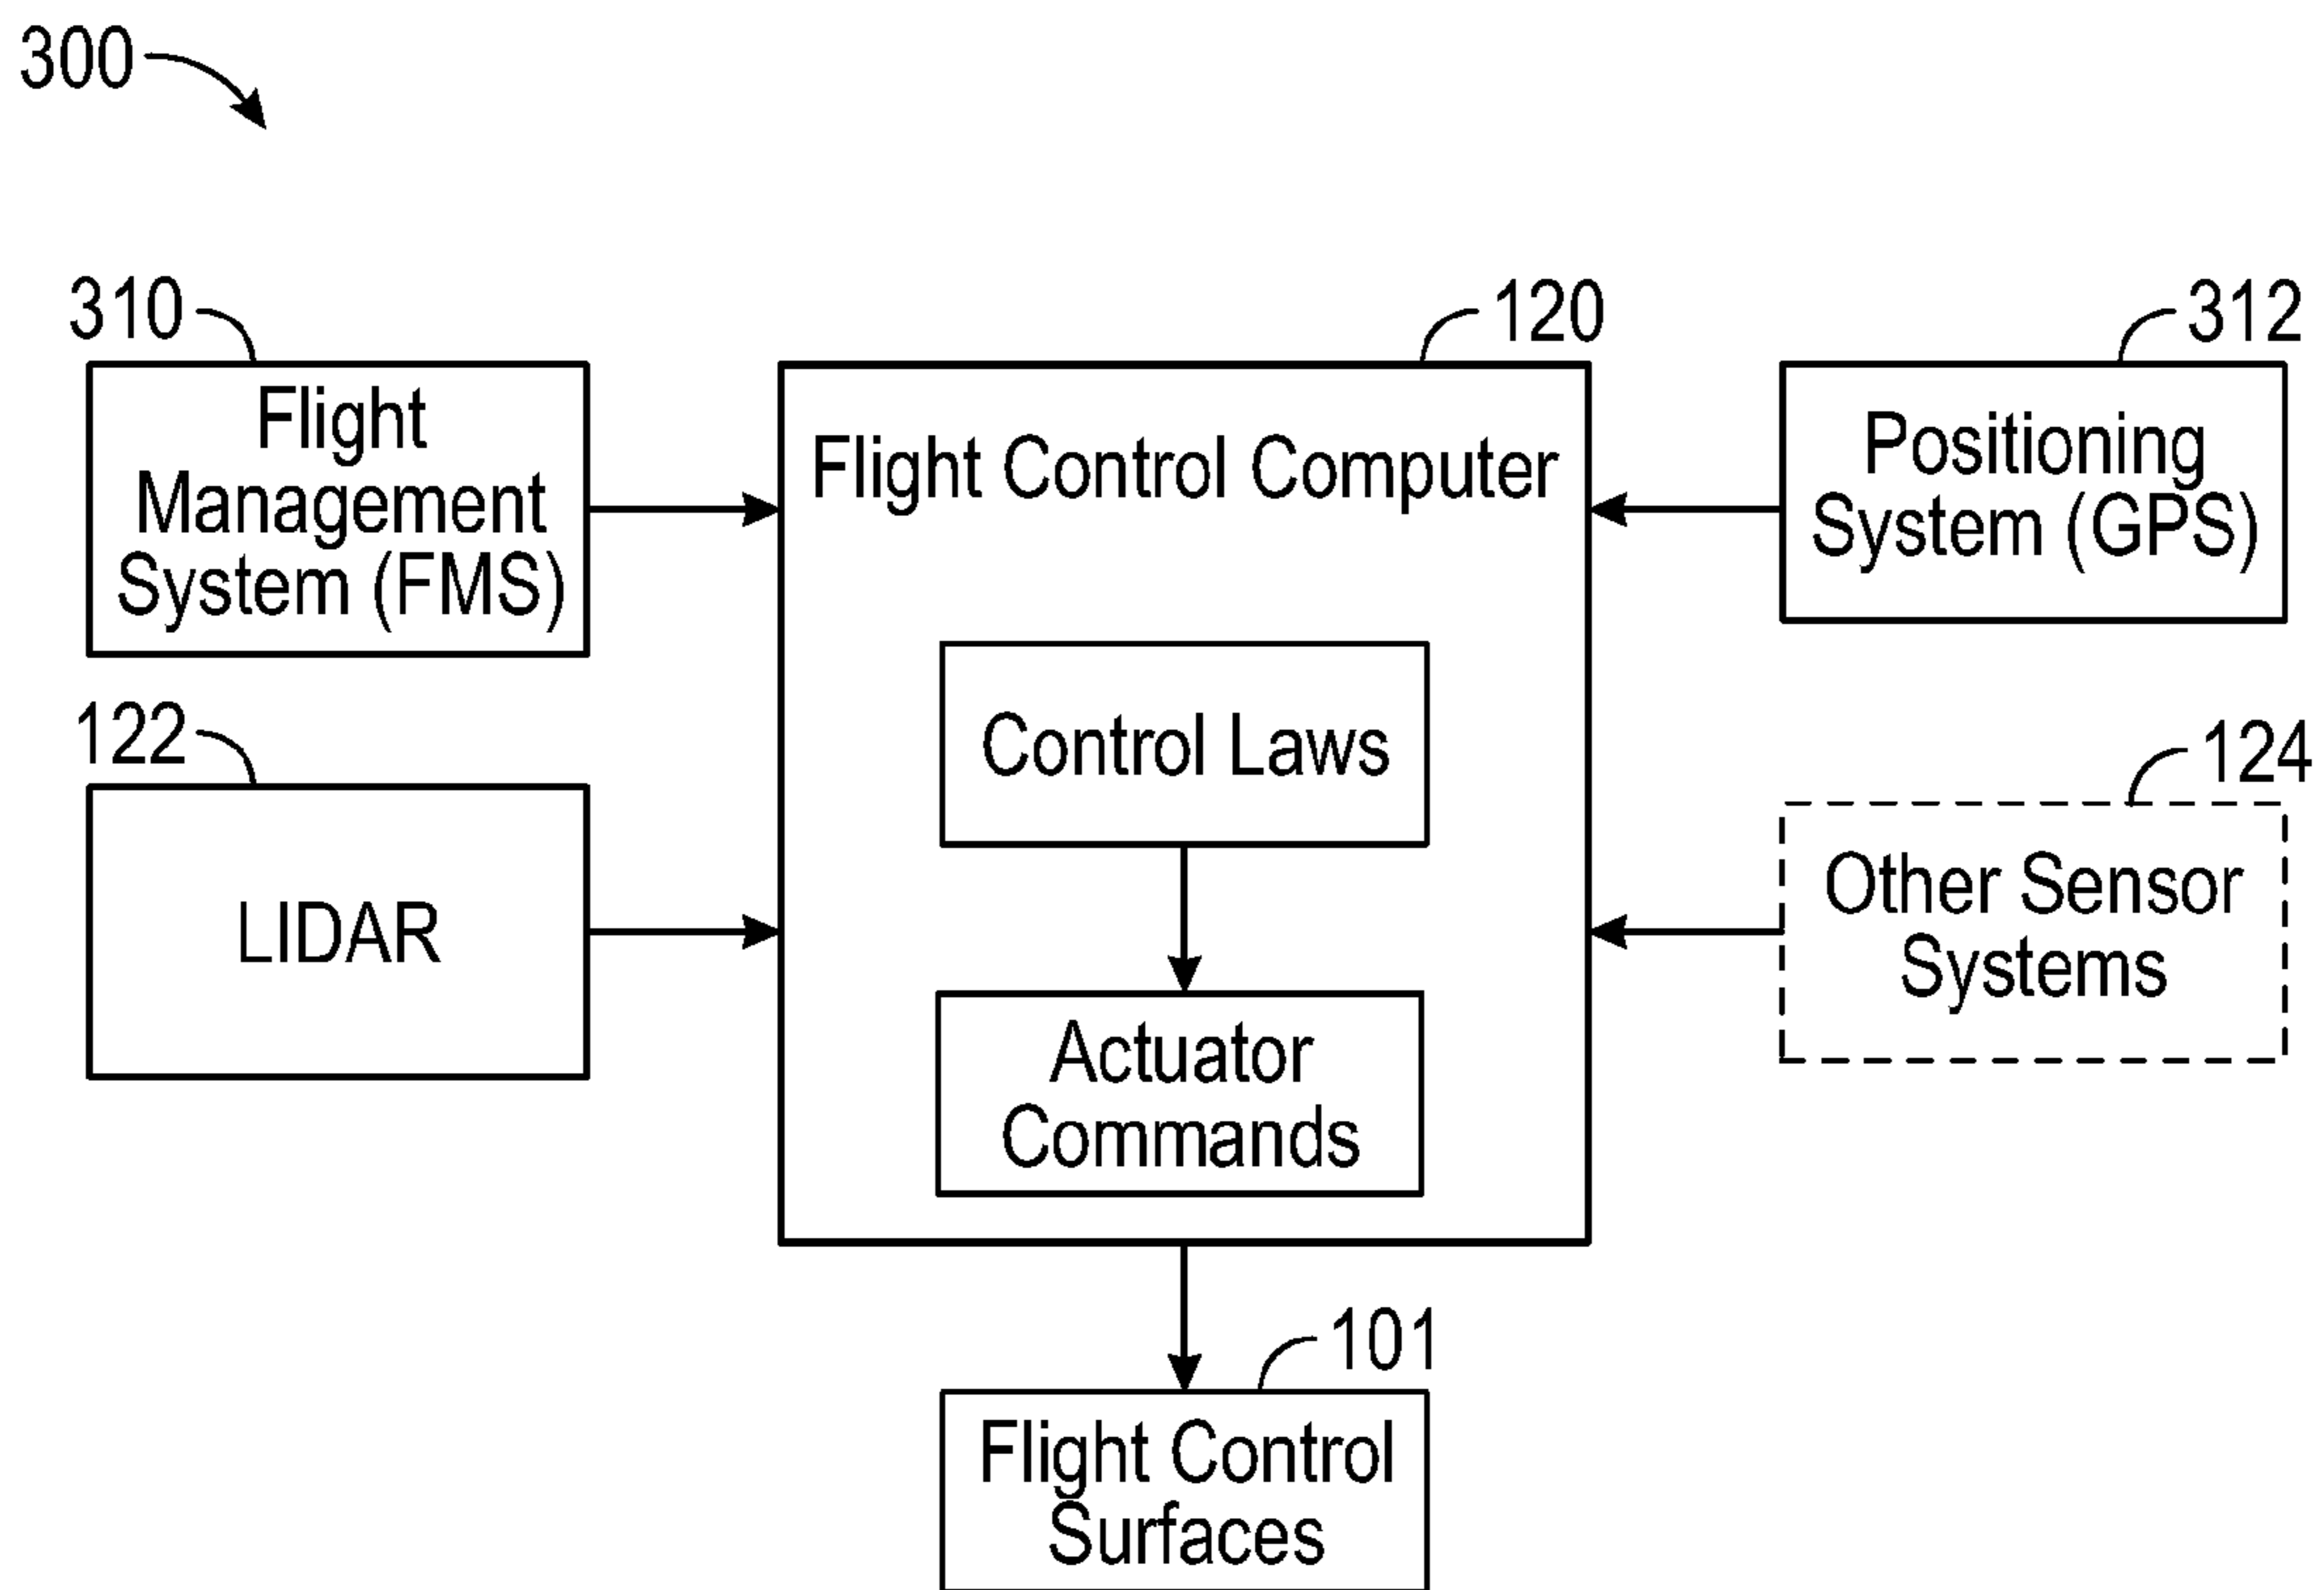 300
310
Flight
Management
System (FMS)
120
Flight Control Computer
312
Positioning
System (GPS)
122
LIDAR
Control Laws
124
Other Sensor
Systems
Actuator
Commands
101
Flight Control
Surfaces